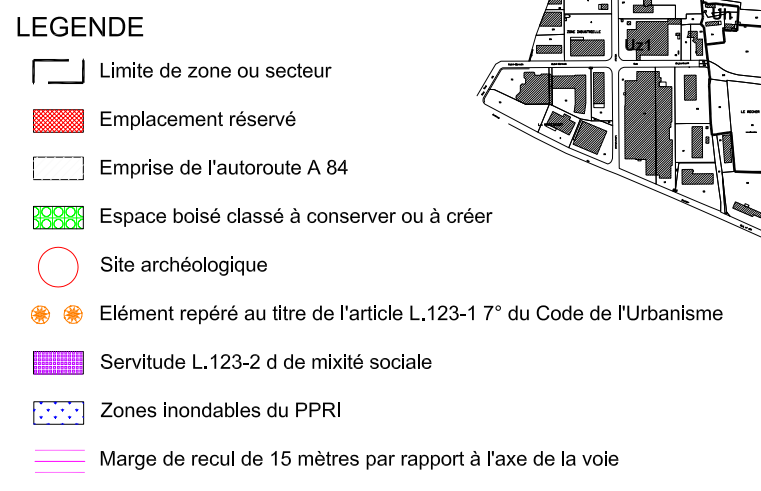 LEGENDE
Limite de zone ou secteur
Emplacement réservé
Emprise de l'autoroute A 84
Espace boisé classé à conserver ou à créer
Site archéologique
Elément repéré au titre de l'article L.123-1 7° du Code de l'Urbanisme
Servitude L.123-2 d de mixité sociale
Zones inondables du PPRI
Marge de recul de 15 mètres par rapport à l'axe de la voie
ZONE INDUSTRIELLE
Uz1
LE ROCHER